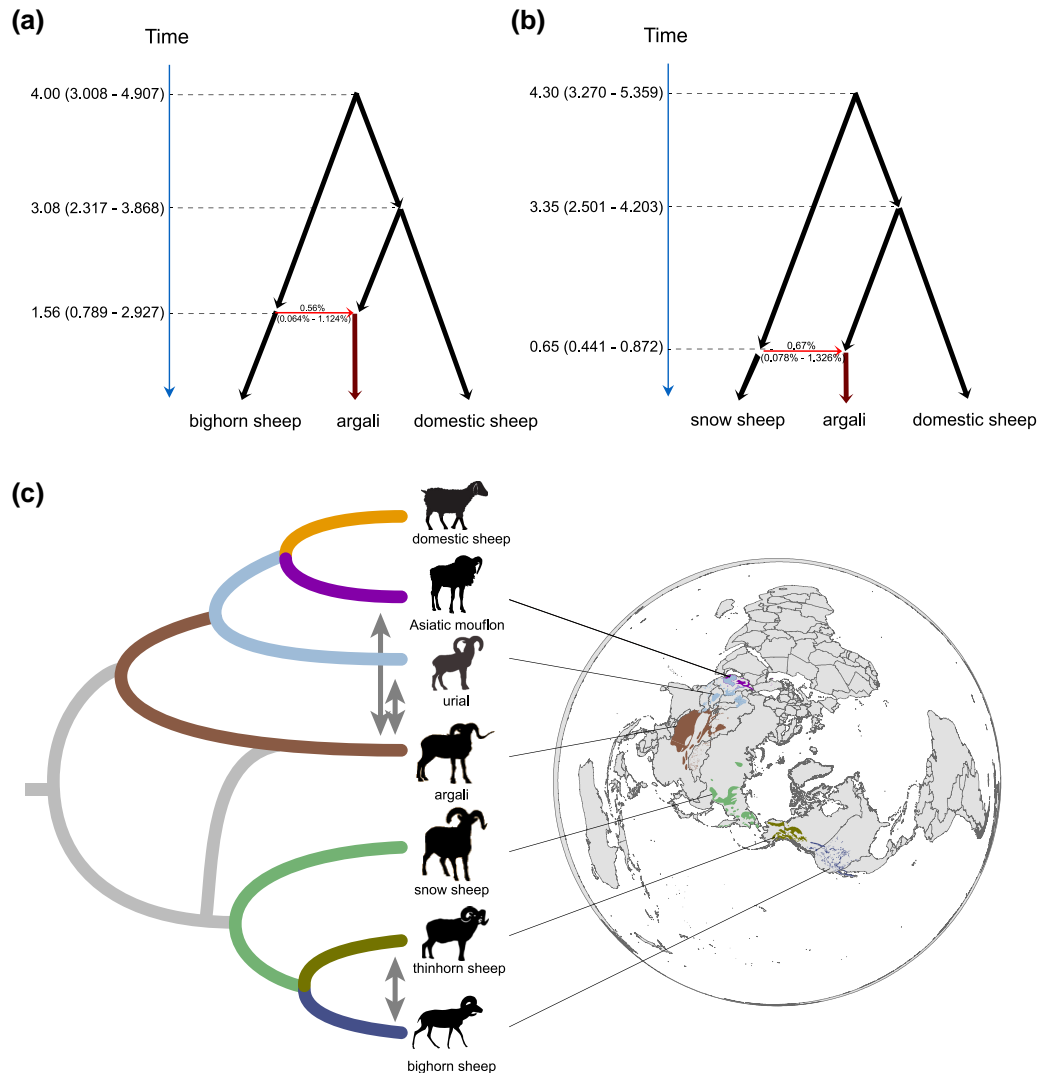 (a)
Time
4.00 (3.008 - 4.907)
3.08 (2.317 - 3.868)
1.56 (0.789 - 2.927)
0.56%
(0.064% - 1.124%)
bighorn sheep
argali
domestic sheep
(b)
Time
4.30 (3.270 - 5.359)
3.35 (2.501 - 4.203)
0.65 (0.441 - 0.872)
0.67%
(0.078% - 1.326%)
snow sheep
argali
domestic sheep
(c)
domestic sheep
Asiatic mouflon
urial
argali
snow sheep
thinhorn sheep
bighorn sheep